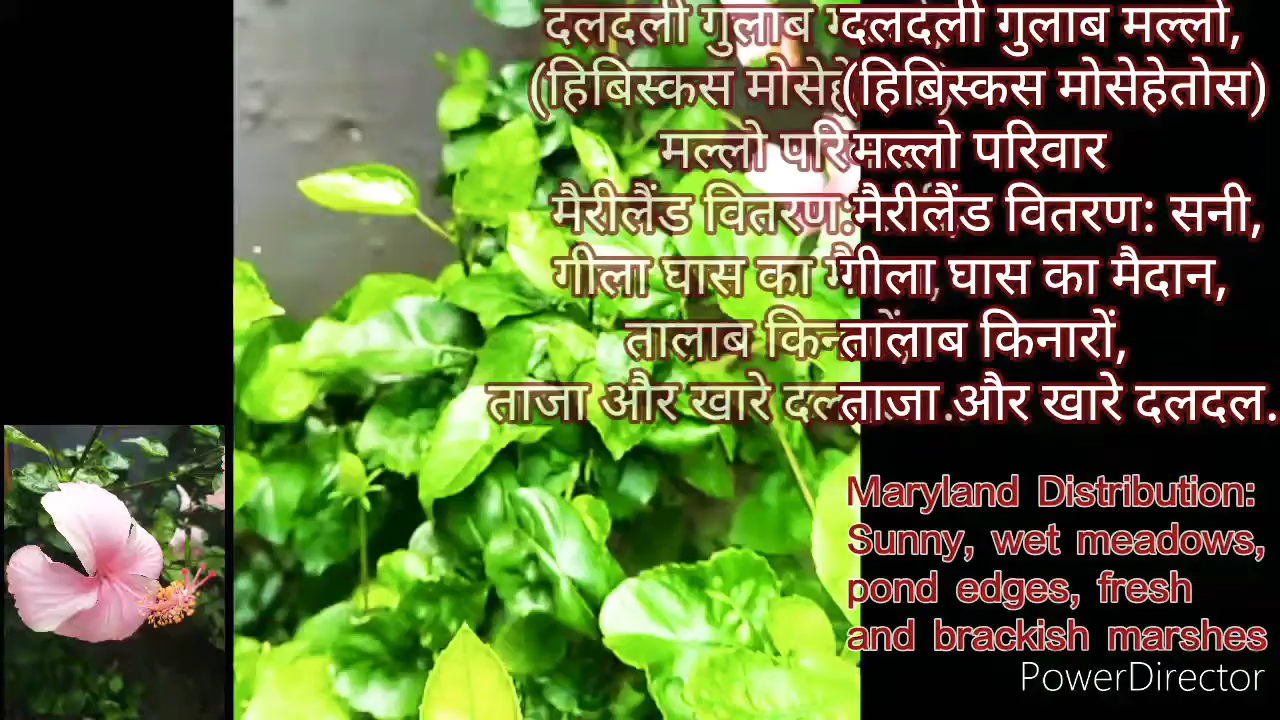 दलदली गुलाब मल्लो,
(हिबिस्कस मोसेहेतोस)
मल्लो परिवार
मैरीलैंड वितरण: सनी,
गीला घास का मैदान,
तालाब किनारों,
ताजा और खारे दलदल.
Maryland Distribution:
Sunny, wet meadows,
pond edges, fresh
and brackish marshes
PowerDirector